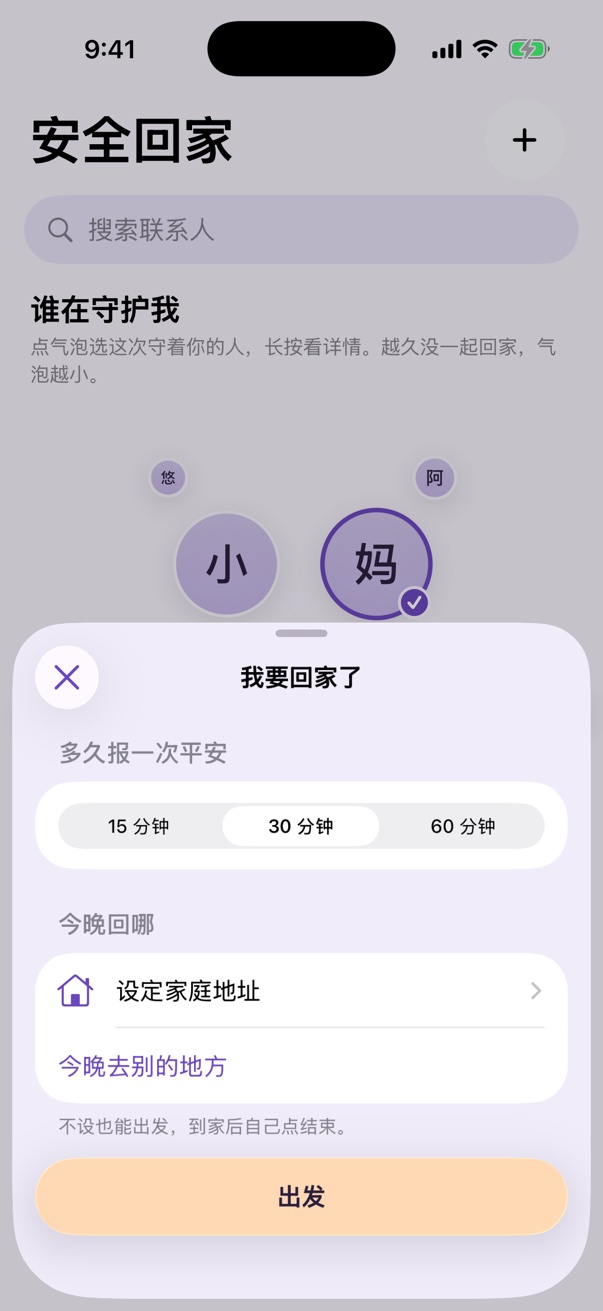 9:41
安全回家
搜索联系人
谁在守护我
点气泡选这次守着你的人，长按看详情。越久没一起回家，气
泡越小。
悠
阿
小
妈
我要回家了
多久报一次平安
15 分钟
30 分钟
60 分钟
今晚回哪
设定家庭地址
今晚去别的地方
不设也能出发，到家后自己点结束。
出发